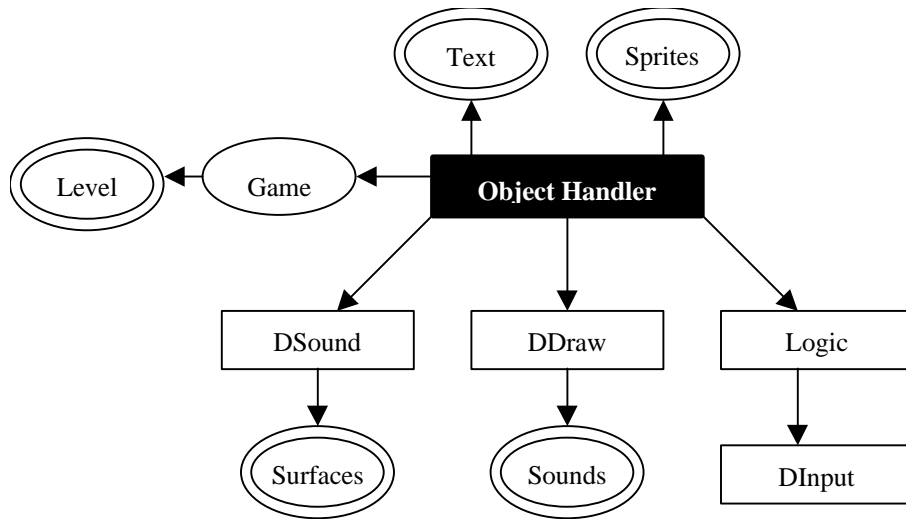 Text
Sprites
Level
Game
Object Handler
DSound
DDraw
Logic
Surfaces
Sounds
DInput